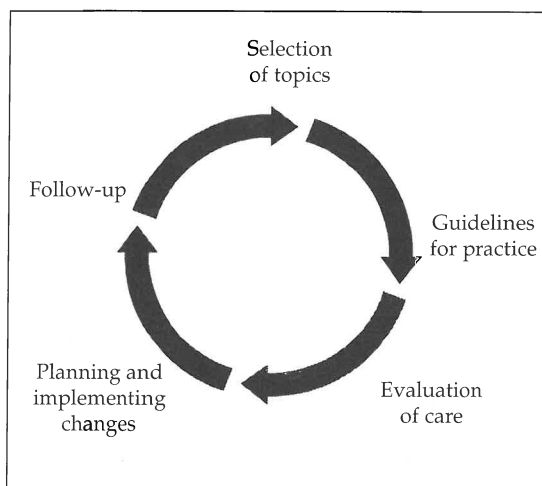 Selection
of topics
Guidelines
for practice
Evaluation
of care
Planning and
implementing
changes
Follow-up